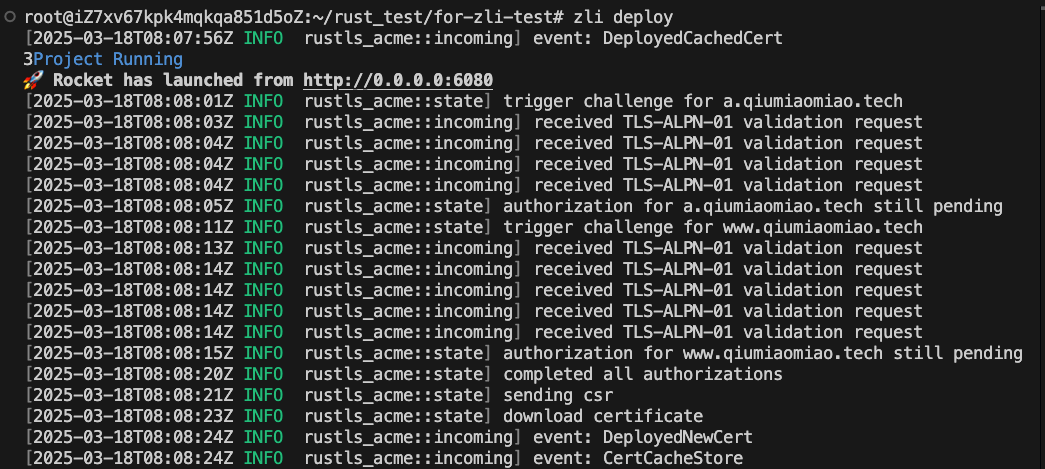 root@iZ7xv67kpk4mqkqa851d5oZ:~/rust_test/for-zli-test# zli deploy
[2025-03-18T08:07:56Z INFO  rustls_acme::incoming] event: DeployedCachedCert
3Project Running
🚀 Rocket has launched from http://0.0.0.0:6080
[2025-03-18T08:08:01Z INFO  rustls_acme::state] trigger challenge for a.qiumiaomiao.tech
[2025-03-18T08:08:03Z INFO  rustls_acme::incoming] received TLS-ALPN-01 validation request
[2025-03-18T08:08:04Z INFO  rustls_acme::incoming] received TLS-ALPN-01 validation request
[2025-03-18T08:08:04Z INFO  rustls_acme::incoming] received TLS-ALPN-01 validation request
[2025-03-18T08:08:04Z INFO  rustls_acme::incoming] received TLS-ALPN-01 validation request
[2025-03-18T08:08:05Z INFO  rustls_acme::state] authorization for a.qiumiaomiao.tech still pending
[2025-03-18T08:08:11Z INFO  rustls_acme::state] trigger challenge for www.qiumiaomiao.tech
[2025-03-18T08:08:13Z INFO  rustls_acme::incoming] received TLS-ALPN-01 validation request
[2025-03-18T08:08:14Z INFO  rustls_acme::incoming] received TLS-ALPN-01 validation request
[2025-03-18T08:08:14Z INFO  rustls_acme::incoming] received TLS-ALPN-01 validation request
[2025-03-18T08:08:14Z INFO  rustls_acme::incoming] received TLS-ALPN-01 validation request
[2025-03-18T08:08:14Z INFO  rustls_acme::incoming] received TLS-ALPN-01 validation request
[2025-03-18T08:08:15Z INFO  rustls_acme::state] authorization for www.qiumiaomiao.tech still pending
[2025-03-18T08:08:20Z INFO  rustls_acme::state] completed all authorizations
[2025-03-18T08:08:21Z INFO  rustls_acme::state] sending csr
[2025-03-18T08:08:23Z INFO  rustls_acme::state] download certificate
[2025-03-18T08:08:24Z INFO  rustls_acme::incoming] event: DeployedNewCert
[2025-03-18T08:08:24Z INFO  rustls_acme::incoming] event: CertCacheStore